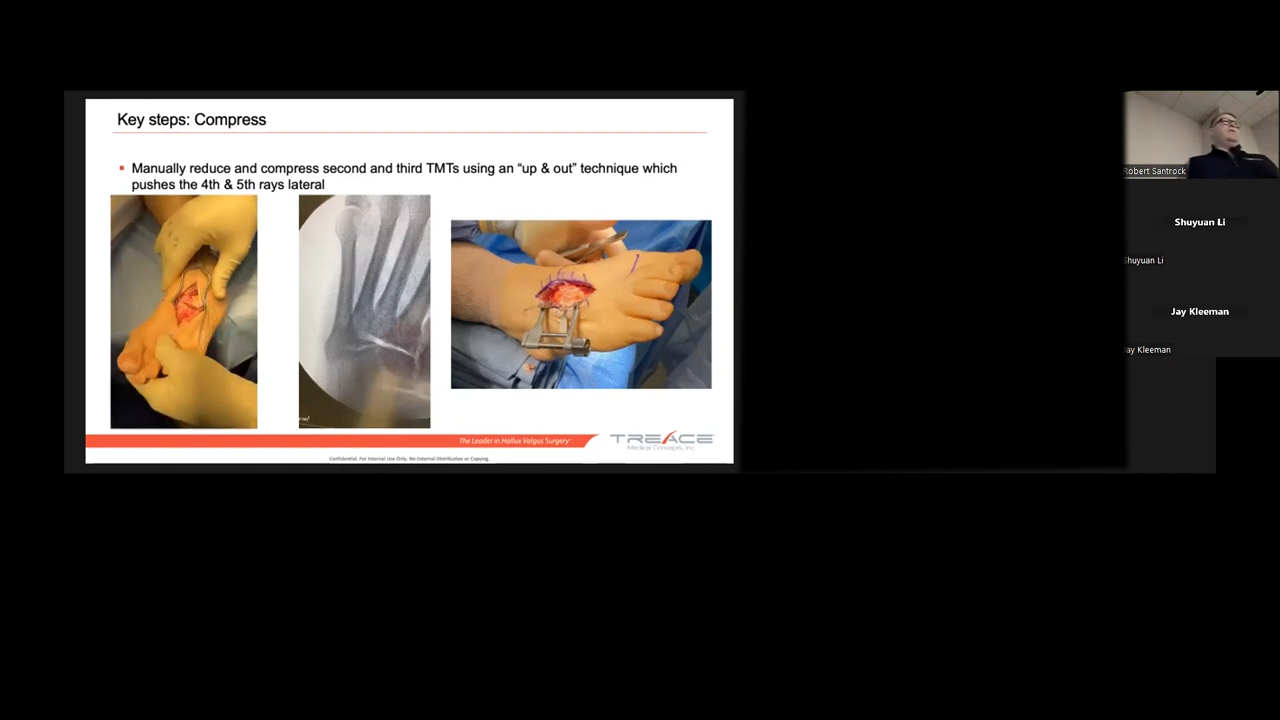 Key steps: Compress
▪ Manually reduce and compress second and third TMTs using an “up & out” technique which
pushes the 4th & 5th rays lateral
The Leader in Hallux Valgus Surgery
TREACE
Medical Concepts, Inc.
Confidential. For Internal Use Only. No External Distribution or Copying.
Robert Santrock
Shuyuan Li
Shuyuan Li
Jay Kleeman
Jay Kleeman